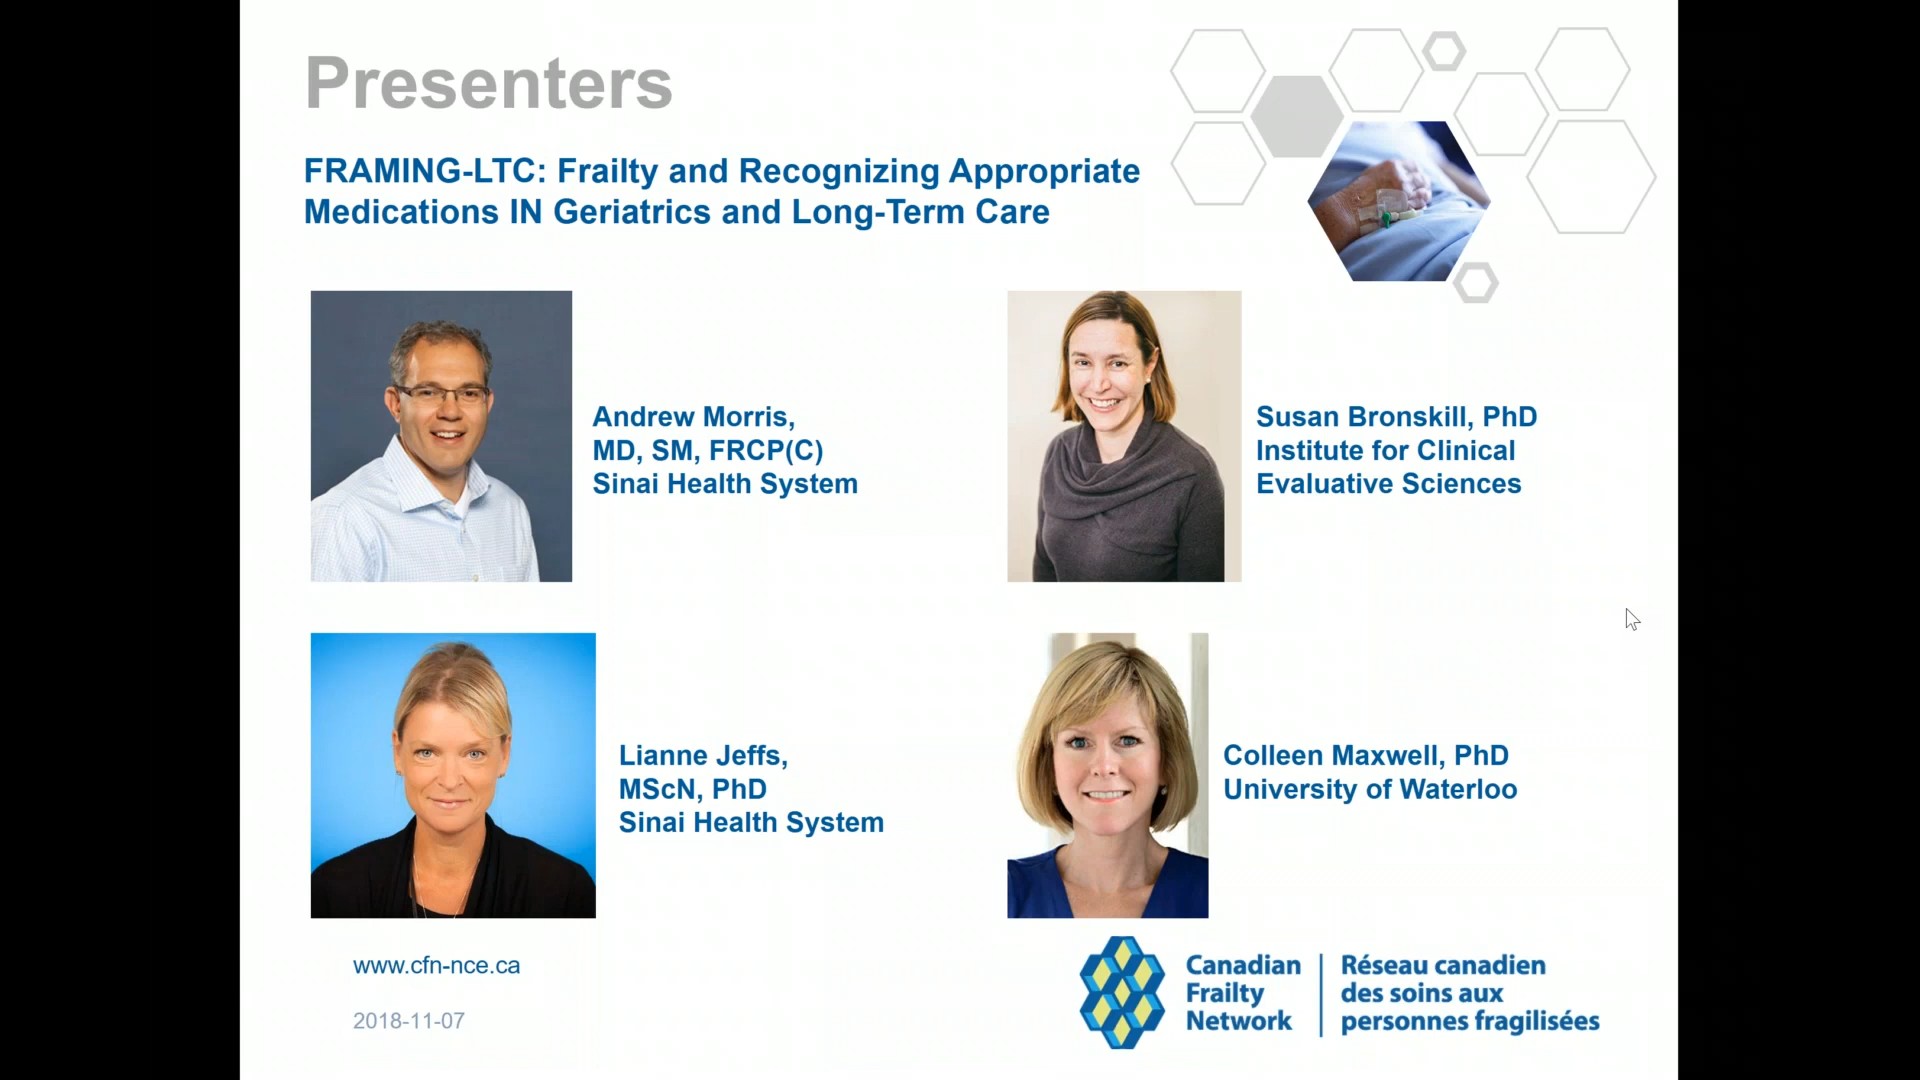 Presenters
FRAMING-LTC: Frailty and Recognizing Appropriate
Medications IN Geriatrics and Long-Term Care
Andrew Morris,
MD, SM, FRCP(C)
Sinai Health System
Susan Bronskill, PhD
Institute for Clinical
Evaluative Sciences
Lianne Jeffs,
MScN, PhD
Sinai Health System
Colleen Maxwell, PhD
University of Waterloo
www.cfn-nce.ca
2018-11-07
Canadian
Frailty
Network
Réseau canadien
des soins aux
personnes fragilisées